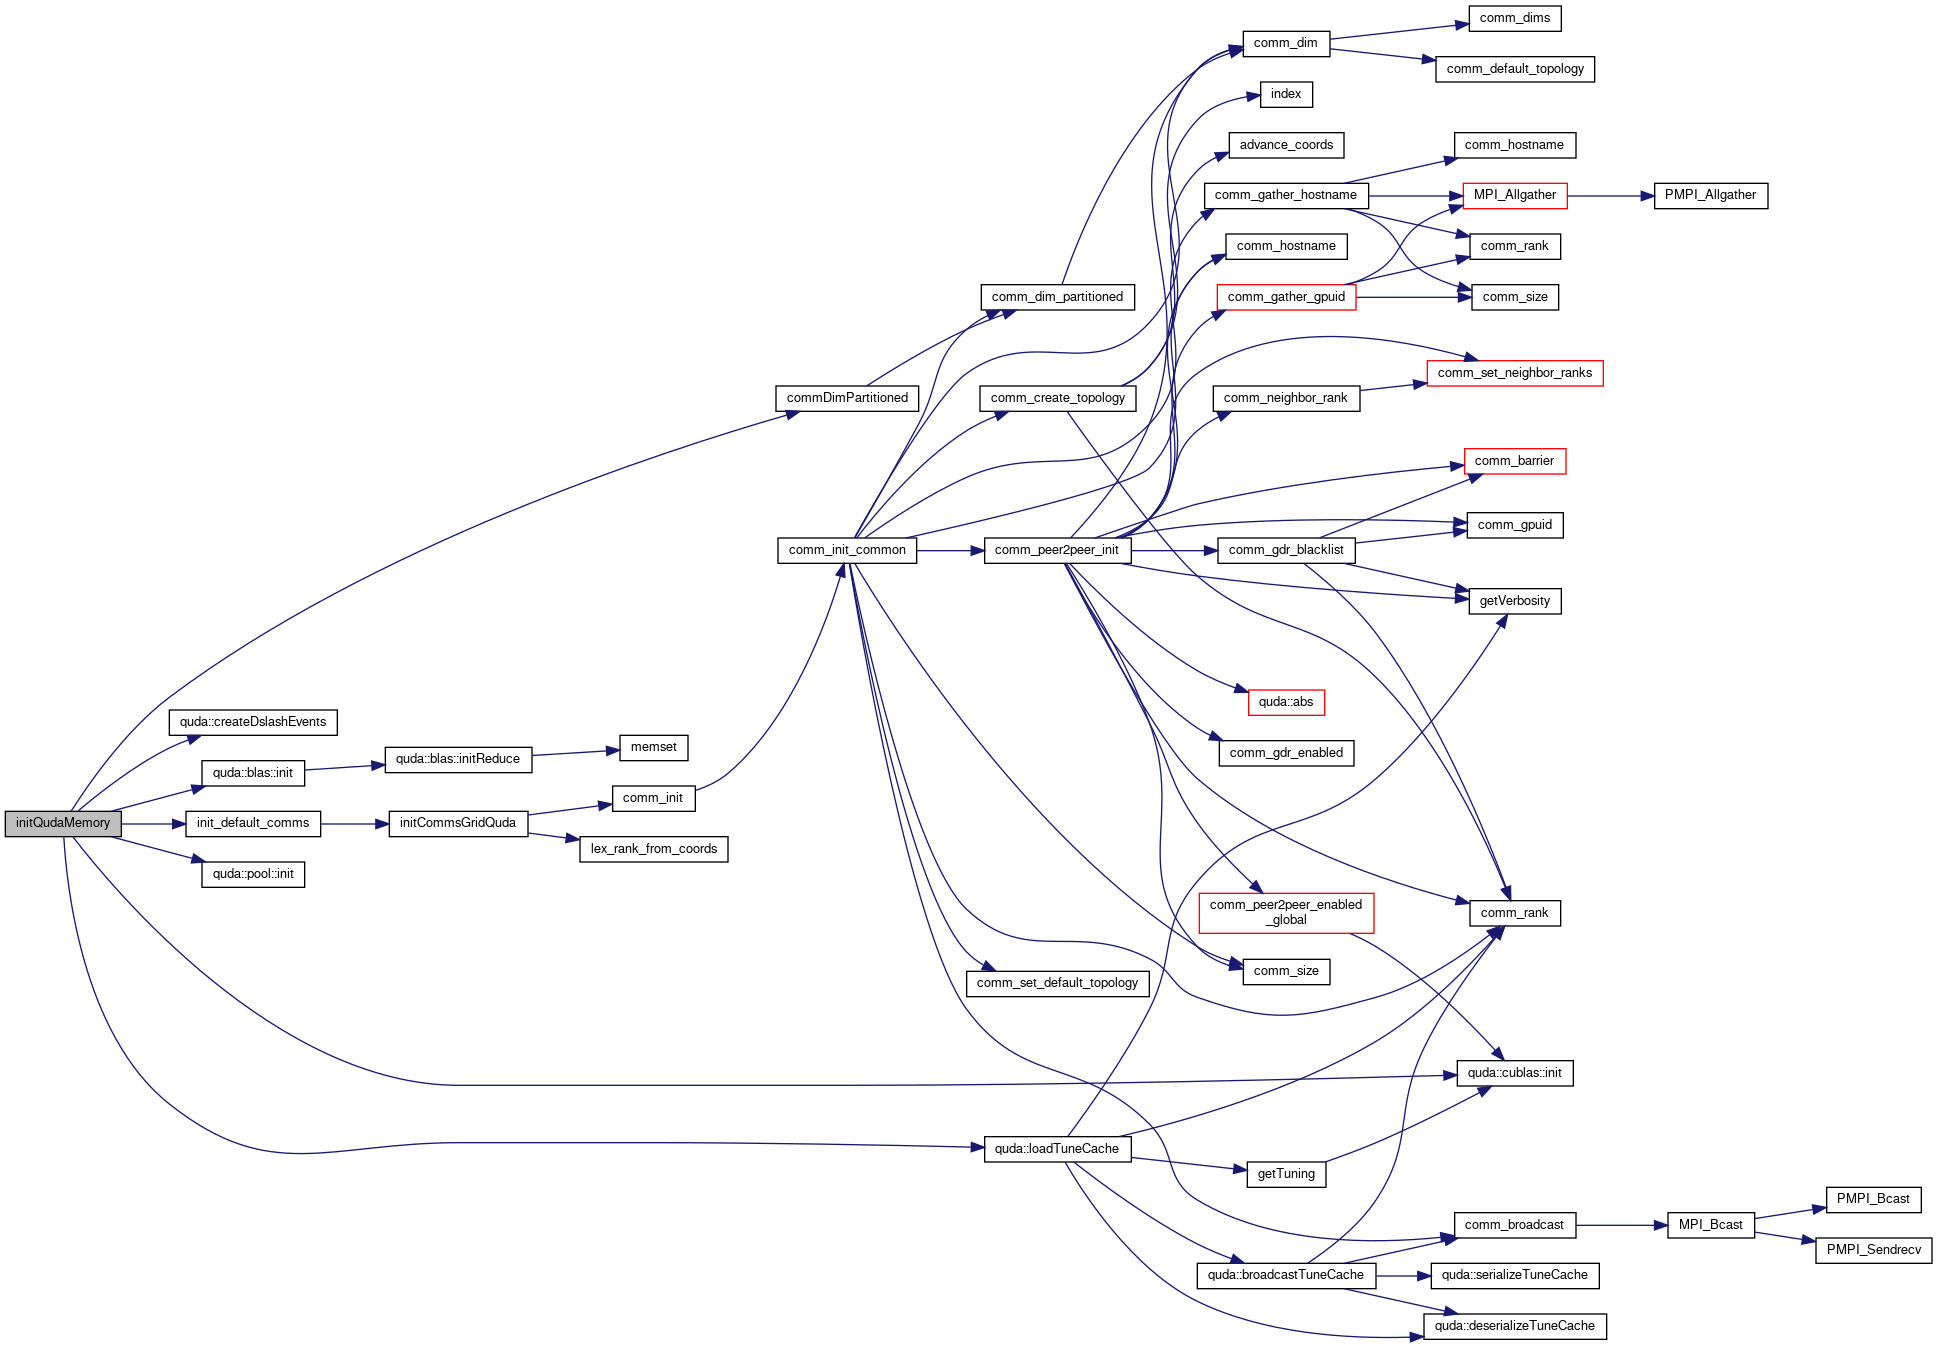 comm_dims
comm_dim
comm_default_topology
index
advance_coords
comm_hostname
comm_gather_hostname
MPI_Allgather
PMPI_Allgather
comm_hostname
comm_rank
comm_dim_partitioned
comm_gather_gpuid
comm_size
comm_set_neighbor_ranks
commDimPartitioned
comm_create_topology
comm_neighbor_rank
comm_barrier
comm_gpuid
comm_init_common
comm_peer2peer_init
comm_gdr_blacklist
getVerbosity
quda::abs
quda::createDslashEvents
memset
comm_gdr_enabled
quda::blas::initReduce
quda::blas::init
comm_init
initQudaMemory
init_default_comms
initCommsGridQuda
lex_rank_from_coords
quda::pool::init
comm_peer2peer_enabled
_global
comm_rank
comm_size
comm_set_default_topology
quda::cublas::init
quda::loadTuneCache
getTuning
PMPI_Bcast
comm_broadcast
MPI_Bcast
PMPI_Sendrecv
quda::broadcastTuneCache
quda::serializeTuneCache
quda::deserializeTuneCache